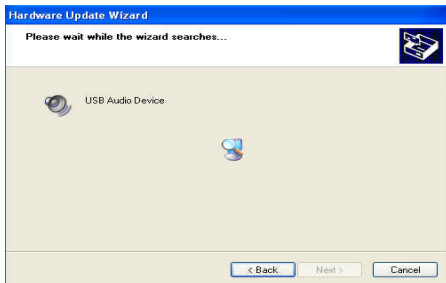 Hardware Update Wizard
Please wait while the wizard searches...
USB Audio Device
< Back
Next >
Cancel